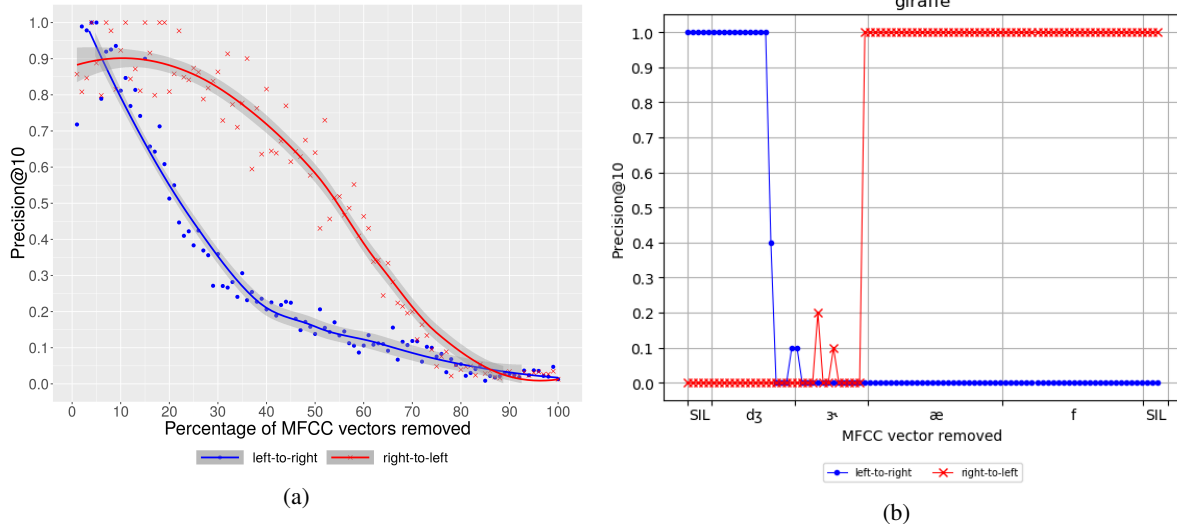 1.0
0.9
0.8
0.7
0.6
0.5
0.4
0.3
0.2
0.1
0.0
Precision@10
0 10 20 30 40 50 60 70 80 90 100
Percentage of MFCC vectors removed
left-to-right right-to-left
(a)
giraffe
1.0
0.9
0.8
0.7
0.6
0.5
0.4
0.3
0.2
0.1
0.0
Precision@10
SIL dʒ ɝ æ f SIL
MFCC vector removed
left-to-right right-to-left
(b)